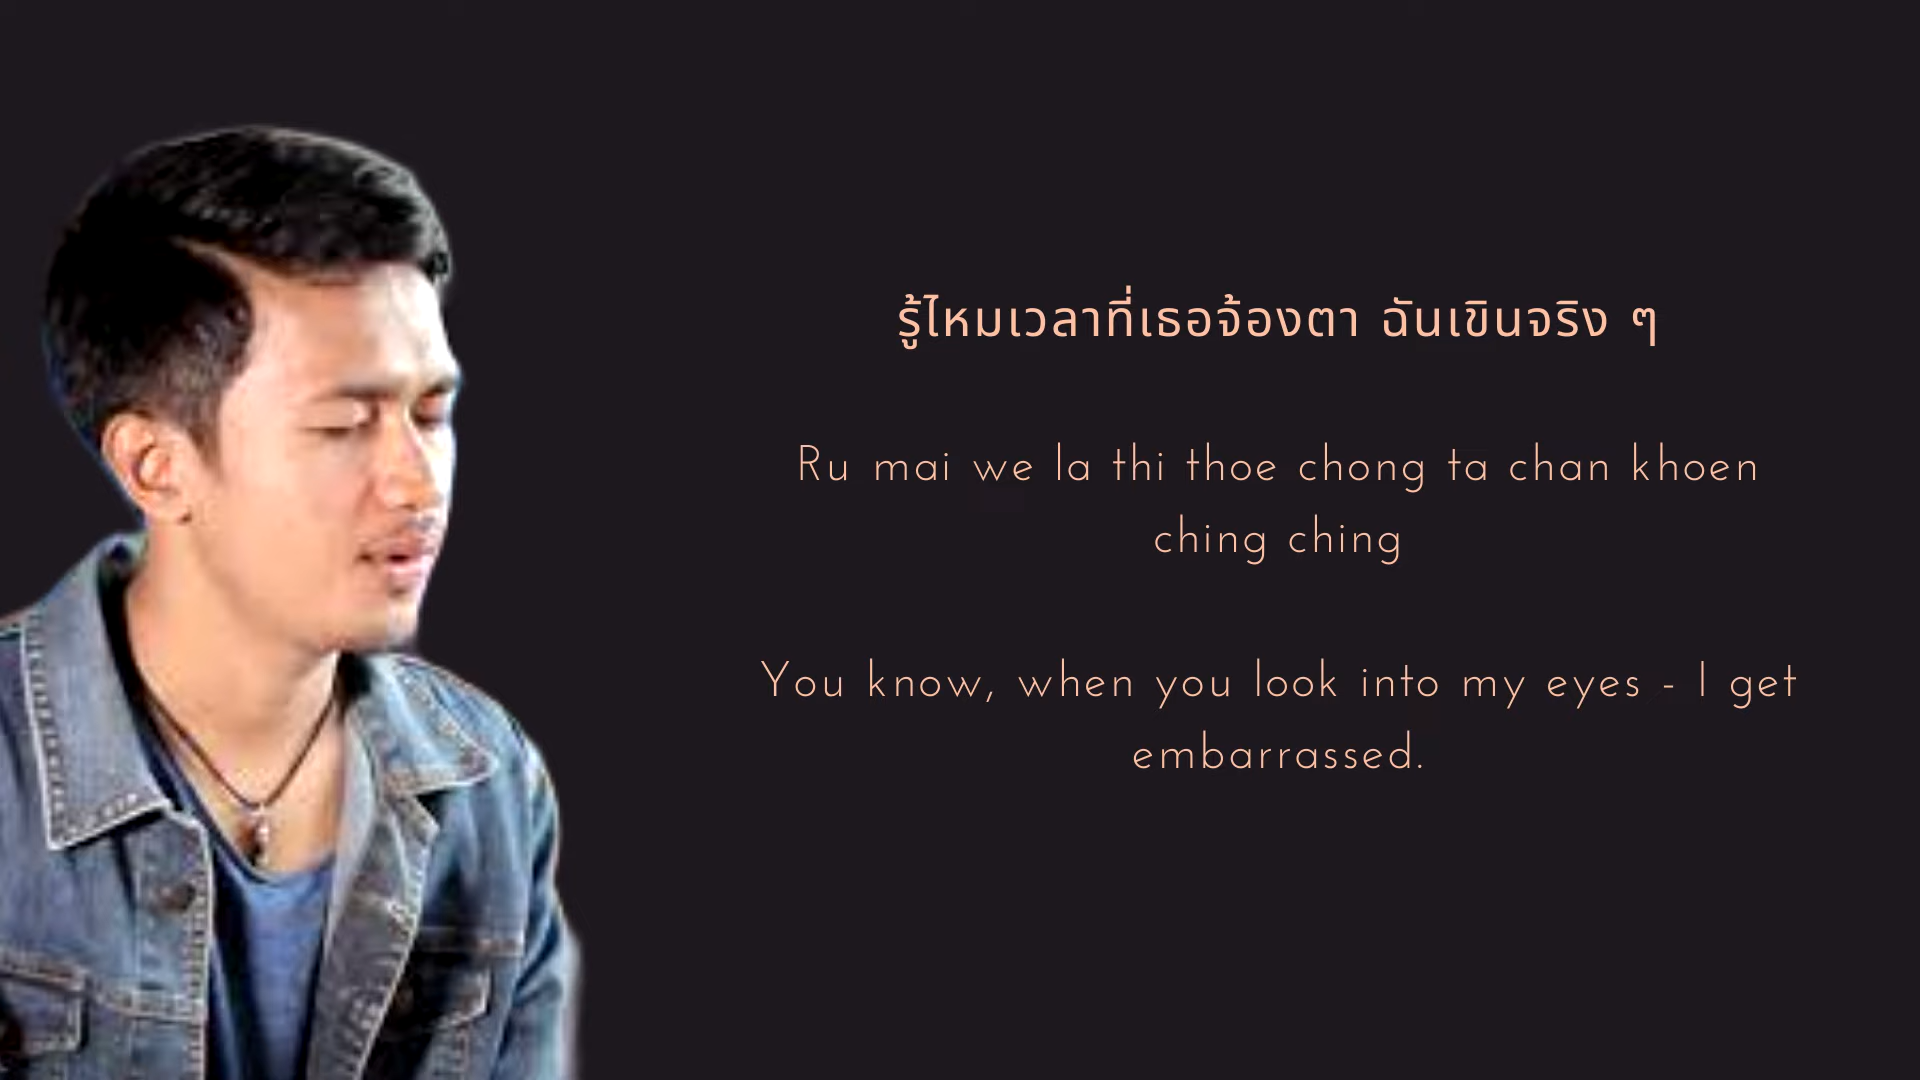 รู้ไหมเวลาที่เธอจ้องตา ฉันเขินจริง ๆ
Ru mai we la thi thoe chong ta chan khoen
ching ching
You know, when you look into my eyes - I get
embarrassed.